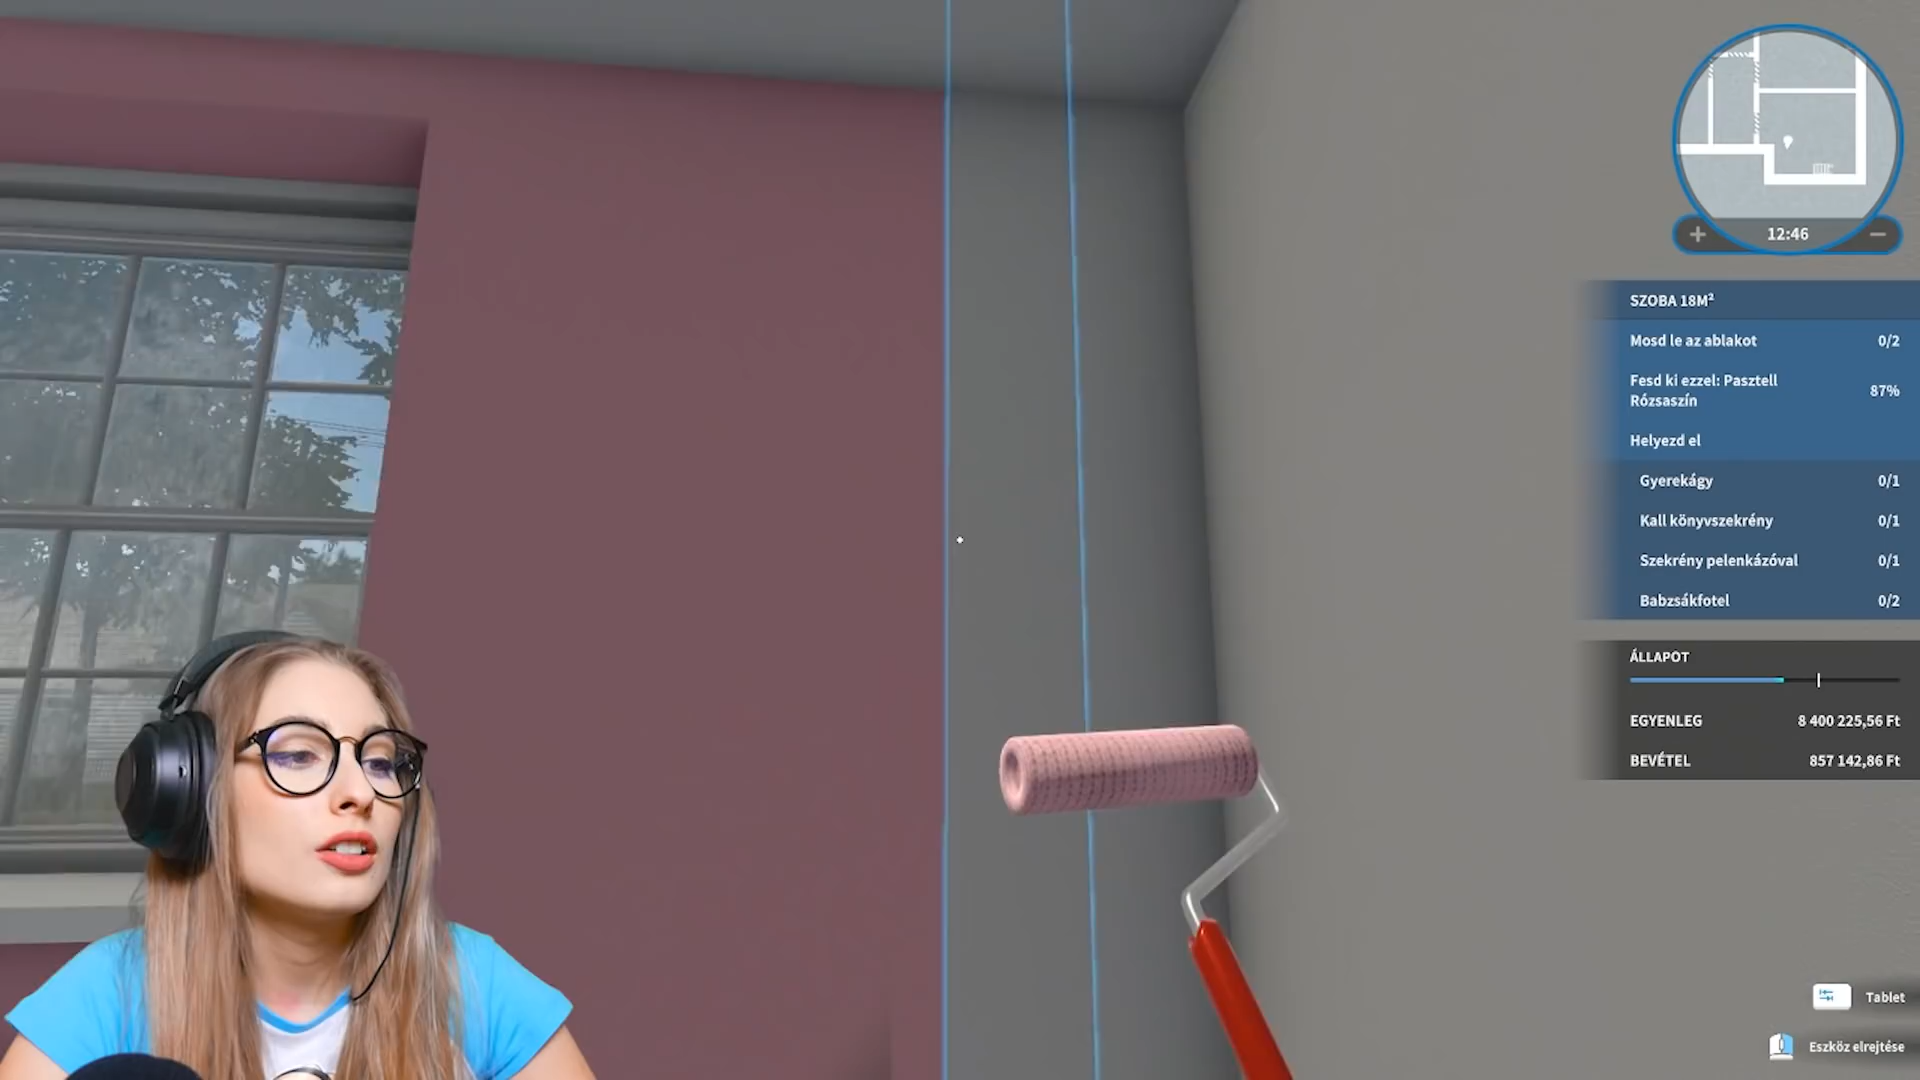 12:46
SZOBA 18M²
Mosd le az ablakot 0/2
Fesd ki ezzel: Pasztell
Rózsaszín 87%
Helyezd el
Gyerekágy 0/1
Kall könyvszekrény 0/1
Szekrény pelenkázóval 0/1
Babzsákfotel 0/2
ÁLLAPOT
EGYENLEG 8 400 225,56 Ft
BEVÉTEL 857 142,86 Ft
Tablet
Eszköz elrejtése